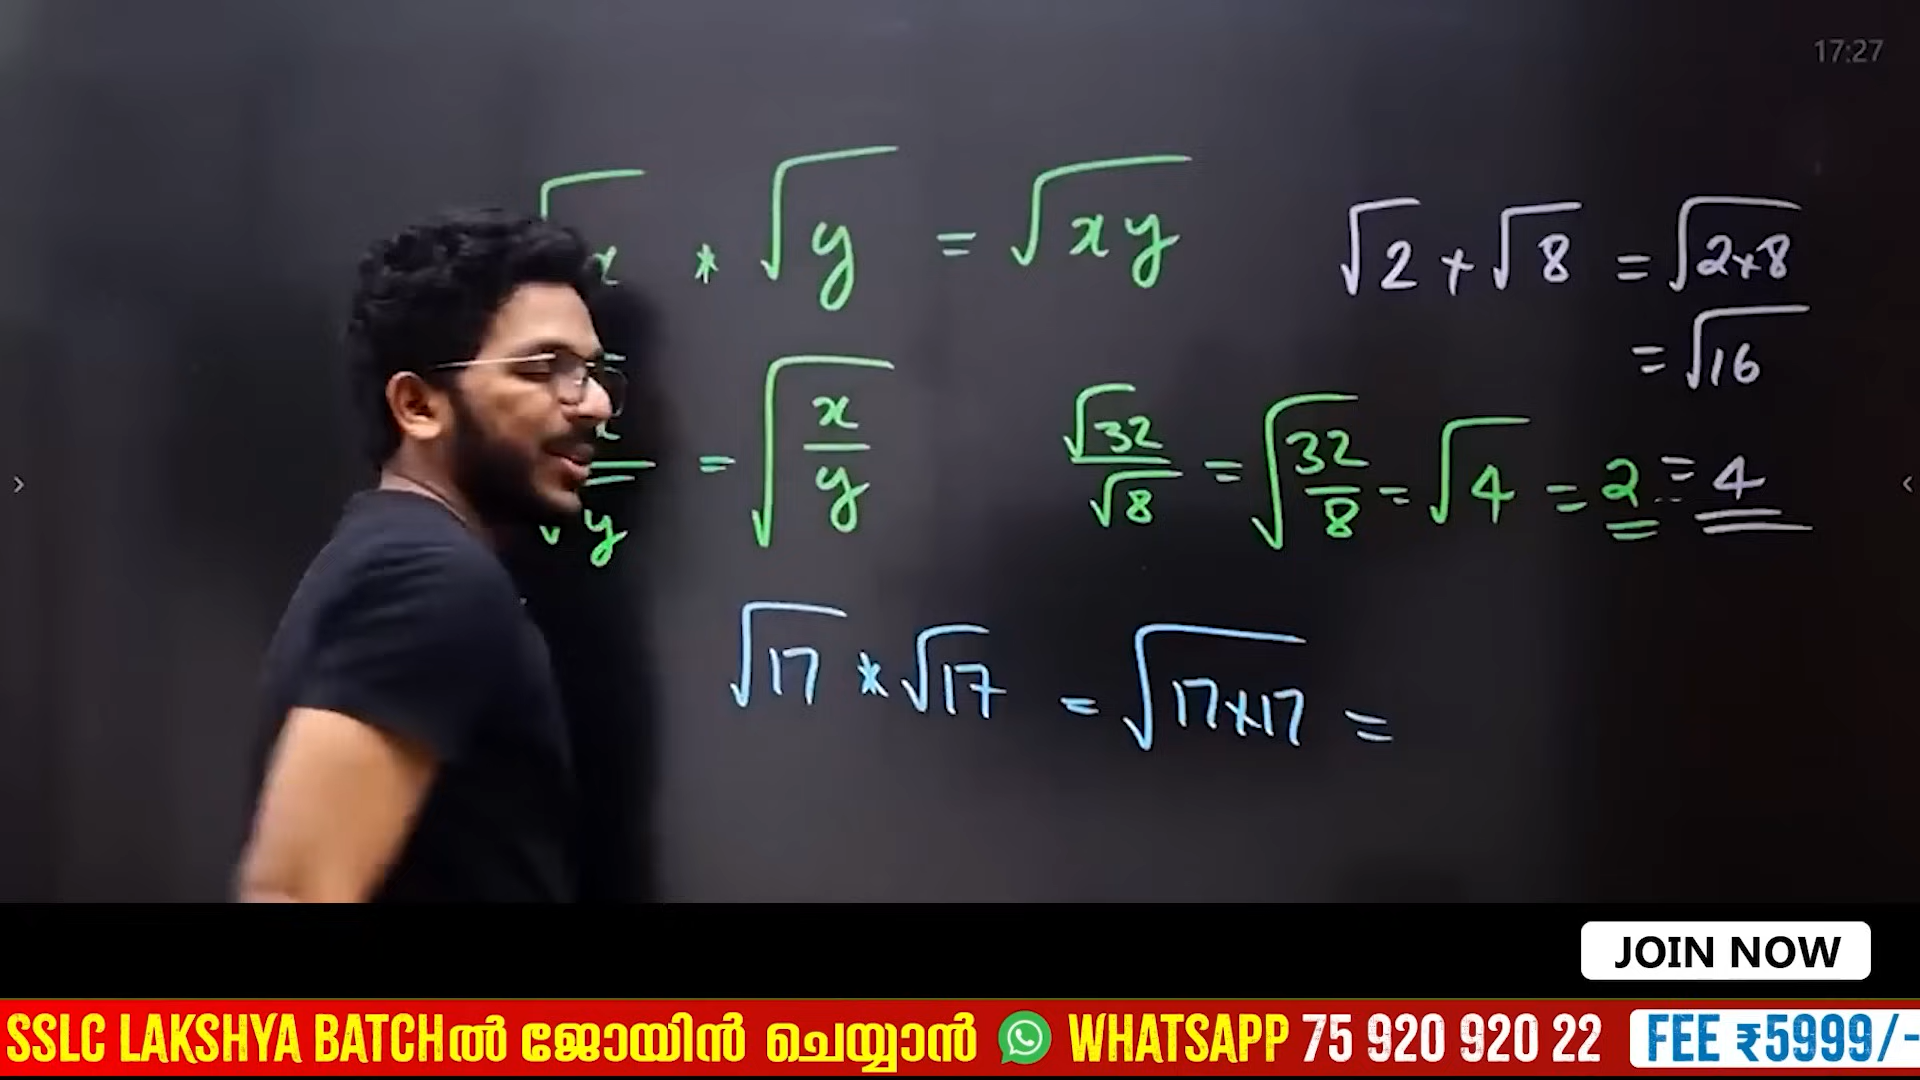 17:27
√x * √y = √xy
√2 + √8 = √2×8
= √16
= 4
√x/√y = √x/y
√32/√8 = √32/8 = √4 = 2
√17 * √17 = √17×17 =
JOIN NOW
SSLC LAKSHYA BATCHൽ ജോയിൻ ചെയ്യാൻ WHATSAPP 75 920 920 22 FEE ₹5999/-